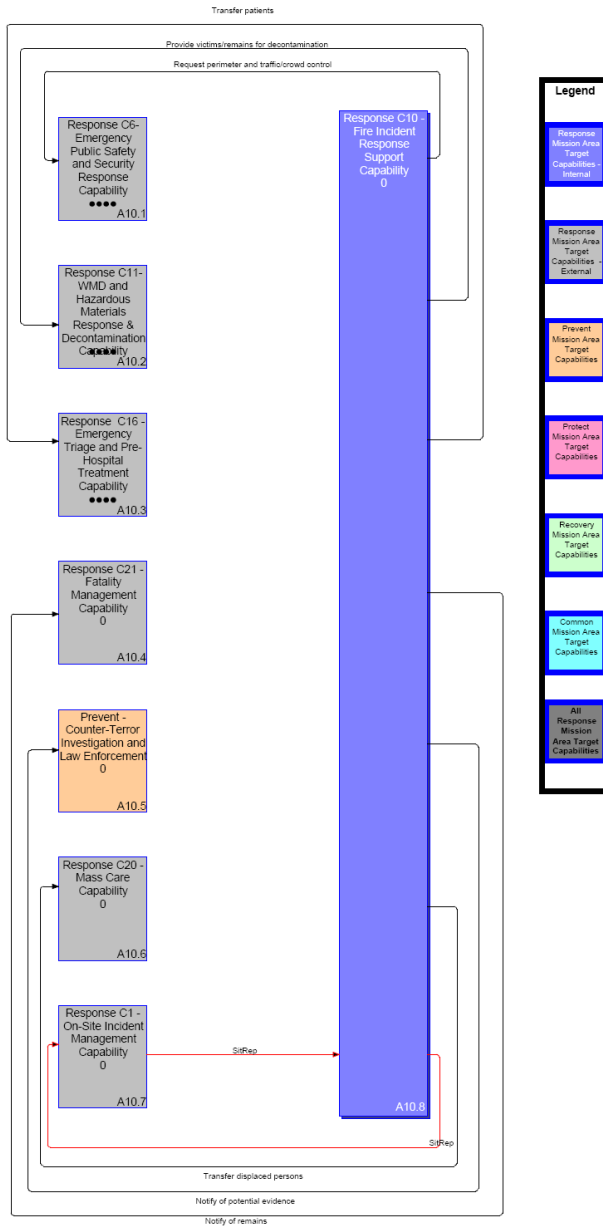 Transfer patients
Provide victims/remains for decontamination
Request perimeter and traffic/crowd control
Response C6-
Emergency
Public Safety
and Security
Response
Capability
A10.1
Response C11-
WMD and
Hazardous
Materials
Response &
Decontamination
Capability
A10.2
Response  C16 -
Emergency
Triage and Pre-
Hospital
Treatment
Capability
A10.3
Response C21 -
Fatality
Management
Capability
0
A10.4
Prevent -
Counter-Terror
Investigation and
Law Enforcement
0
A10.5
Response C20 -
Mass Care
Capability
0
A10.6
Response C1 -
On-Site Incident
Management
Capability
0
A10.7
Response C10 -
Fire Incident
Response
Support
Capability
0
A10.8
SitRep
SitRep
Transfer displaced persons
Notify of potential evidence
Notify of remains
Legend
Response
Mission Area
Target
Capabilities -
Internal
Response
Mission Area
Target
Capabilities -
External
Prevent
Mission Area
Target
Capabilities
Protect
Mission Area
Target
Capabilities
Recovery
Mission Area
Target
Capabilities
Common
Mission Area
Target
Capabilities
All
Response
Mission
Area Target
Capabilities